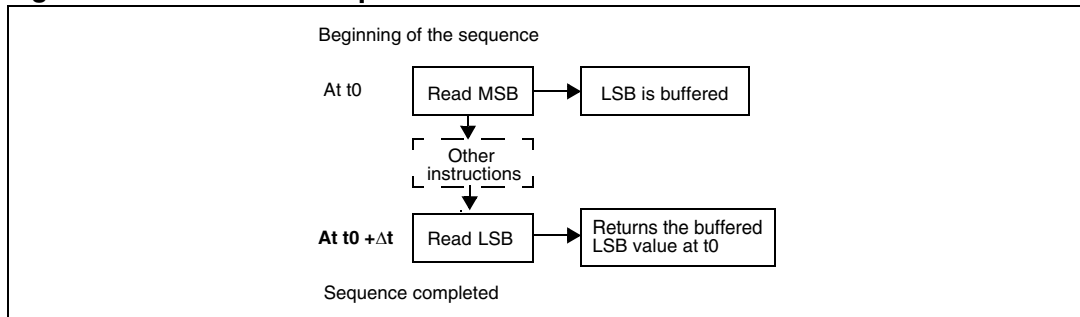 Beginning of the sequence
At t0
Read MSB
LSB is buffered
Other
instructions
At t0 +Δt
Read LSB
Returns the buffered
LSB value at t0
Sequence completed